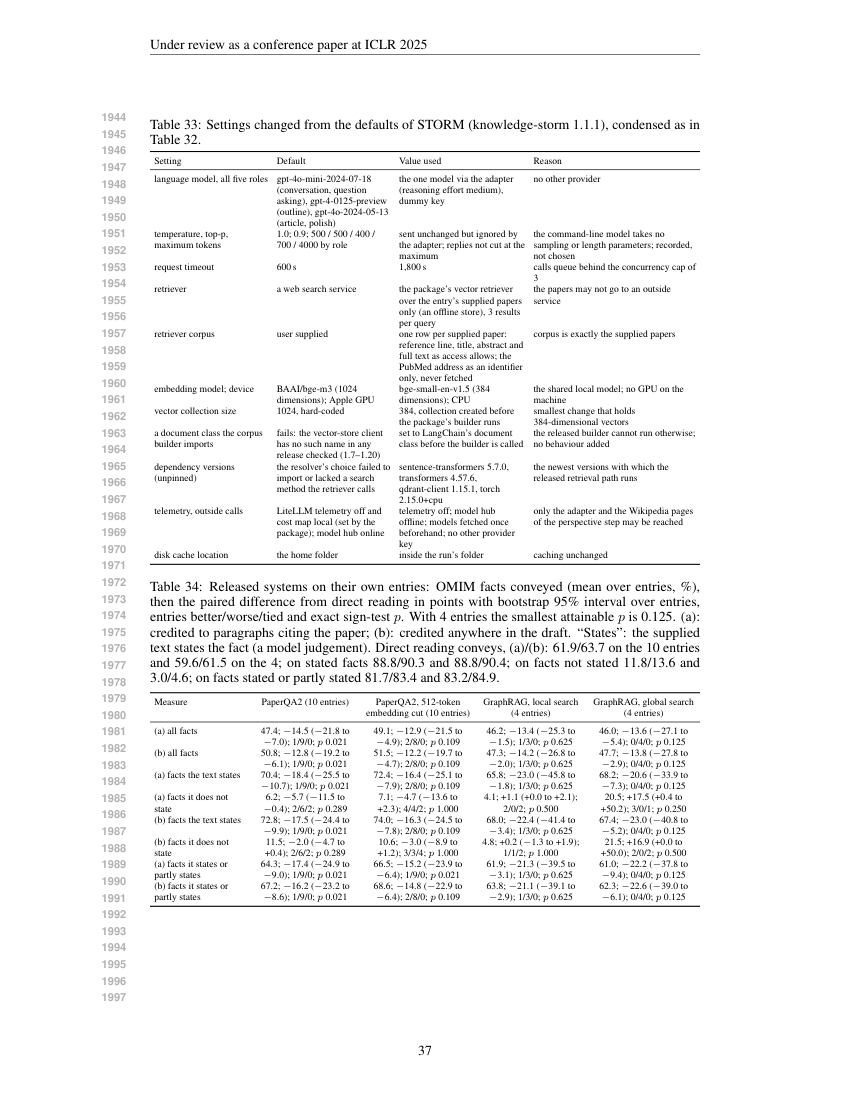 Under review as a conference paper at ICLR 2025
1944
1945
1946
1947
1948
1949
1950
1951
1952
1953
1954
1955
1956
1957
1958
1959
1960
1961
1962
1963
1964
1965
1966
1967
1968
1969
1970
1971
1972
1973
1974
1975
1976
1977
1978
1979
1980
1981
1982
1983
1984
1985
1986
1987
1988
1989
1990
1991
1992
1993
1994
1995
1996
1997
Table 33: Settings changed from the defaults of STORM (knowledge-storm 1.1.1), condensed as in
Table 32.
Setting Default Value used Reason
language model, all five roles gpt-4o-mini-2024-07-18 the one model via the adapter no other provider
(conversation, question (reasoning effort medium),
asking), gpt-4-0125-preview dummy key
(outline), gpt-4o-2024-05-13
(article, polish)
temperature, top-p, 1.0; 0.9; 500 / 500 / 400 / sent unchanged but ignored by the command-line model takes no
maximum tokens 700 / 4000 by role the adapter; replies not cut at the sampling or length parameters; recorded,
maximum not chosen
request timeout 600 s 1,800 s calls queue behind the concurrency cap of
3
retriever a web search service the package's vector retriever the papers may not go to an outside
over the entry's supplied papers service
only (an offline store), 3 results
per query
retriever corpus user supplied one row per supplied paper: corpus is exactly the supplied papers
reference line, title, abstract and
full text as access allows; the
PubMed address as an identifier
only, never fetched
embedding model; device BAAI/bge-m3 (1024 bge-small-en-v1.5 (384 the shared local model; no GPU on the
dimensions); Apple GPU dimensions); CPU machine
vector collection size 1024, hard-coded 384, collection created before smallest change that holds
the package's builder runs 384-dimensional vectors
a document class the corpus fails: the vector-store client set to LangChain's document the released builder cannot run otherwise;
builder imports has no such name in any class before the builder is called no behaviour added
release checked (1.7–1.20)
dependency versions the resolver's choice failed to sentence-transformers 5.7.0, the newest versions with which the
(unpinned) import or lacked a search transformers 4.57.6, released retrieval path runs
method the retriever calls qdrant-client 1.15.1, torch
2.15.0+cpu
telemetry, outside calls LiteLLM telemetry off and telemetry off; model hub only the adapter and the Wikipedia pages
cost map local (set by the offline; models fetched once of the perspective step may be reached
package); model hub online beforehand; no other provider
key
disk cache location the home folder inside the run's folder caching unchanged
Table 34: Released systems on their own entries: OMIM facts conveyed (mean over entries, %),
then the paired difference from direct reading in points with bootstrap 95% interval over entries,
entries better/worse/tied and exact sign-test p. With 4 entries the smallest attainable p is 0.125. (a):
credited to paragraphs citing the paper; (b): credited anywhere in the draft. “States”: the supplied
text states the fact (a model judgement). Direct reading conveys, (a)/(b): 61.9/63.7 on the 10 entries
and 59.6/61.5 on the 4; on stated facts 88.8/90.3 and 88.8/90.4; on facts not stated 11.8/13.6 and
3.0/4.6; on facts stated or partly stated 81.7/83.4 and 83.2/84.9.
Measure PaperQA2 (10 entries) PaperQA2, 512-token GraphRAG, local search GraphRAG, global search
embedding cut (10 entries) (4 entries) (4 entries)
(a) all facts 47.4; −14.5 (−21.8 to 49.1; −12.9 (−21.5 to 46.2; −13.4 (−25.3 to 46.0; −13.6 (−27.1 to
−7.0); 1/9/0; p 0.021 −4.9); 2/8/0; p 0.109 −1.5); 1/3/0; p 0.625 −5.4); 0/4/0; p 0.125
(b) all facts 50.8; −12.8 (−19.2 to 51.5; −12.2 (−19.7 to 47.3; −14.2 (−26.8 to 47.7; −13.8 (−27.8 to
−6.1); 1/9/0; p 0.021 −4.7); 2/8/0; p 0.109 −2.0); 1/3/0; p 0.625 −2.9); 0/4/0; p 0.125
(a) facts the text states 70.4; −18.4 (−25.5 to 72.4; −16.4 (−25.1 to 65.8; −23.0 (−45.8 to 68.2; −20.6 (−33.9 to
−10.7); 1/9/0; p 0.021 −7.9); 2/8/0; p 0.109 −1.8); 1/3/0; p 0.625 −7.3); 0/4/0; p 0.125
(a) facts it does not 6.2; −5.7 (−11.5 to 7.1; −4.7 (−13.6 to 4.1; +1.1 (+0.0 to +2.1); 20.5; +17.5 (+0.4 to
state −0.4); 2/6/2; p 0.289 +2.3); 4/4/2; p 1.000 2/0/2; p 0.500 +50.2); 3/0/1; p 0.250
(b) facts the text states 72.8; −17.5 (−24.4 to 74.0; −16.3 (−24.5 to 68.0; −22.4 (−41.4 to 67.4; −23.0 (−40.8 to
−9.9); 1/9/0; p 0.021 −7.8); 2/8/0; p 0.109 −3.4); 1/3/0; p 0.625 −5.2); 0/4/0; p 0.125
(b) facts it does not 11.5; −2.0 (−4.7 to 10.6; −3.0 (−8.9 to 4.8; +0.2 (−1.3 to +1.9); 21.5; +16.9 (+0.0 to
state +0.4); 2/6/2; p 0.289 +1.2); 3/3/4; p 1.000 1/1/2; p 1.000 +50.0); 2/0/2; p 0.500
(a) facts it states or 64.3; −17.4 (−24.9 to 66.5; −15.2 (−23.9 to 61.9; −21.3 (−39.5 to 61.0; −22.2 (−37.8 to
partly states −9.0); 1/9/0; p 0.021 −6.4); 1/9/0; p 0.021 −3.1); 1/3/0; p 0.625 −9.4); 0/4/0; p 0.125
(b) facts it states or 67.2; −16.2 (−23.2 to 68.6; −14.8 (−22.9 to 63.8; −21.1 (−39.1 to 62.3; −22.6 (−39.0 to
partly states −8.6); 1/9/0; p 0.021 −6.4); 2/8/0; p 0.109 −2.9); 1/3/0; p 0.625 −6.1); 0/4/0; p 0.125
37